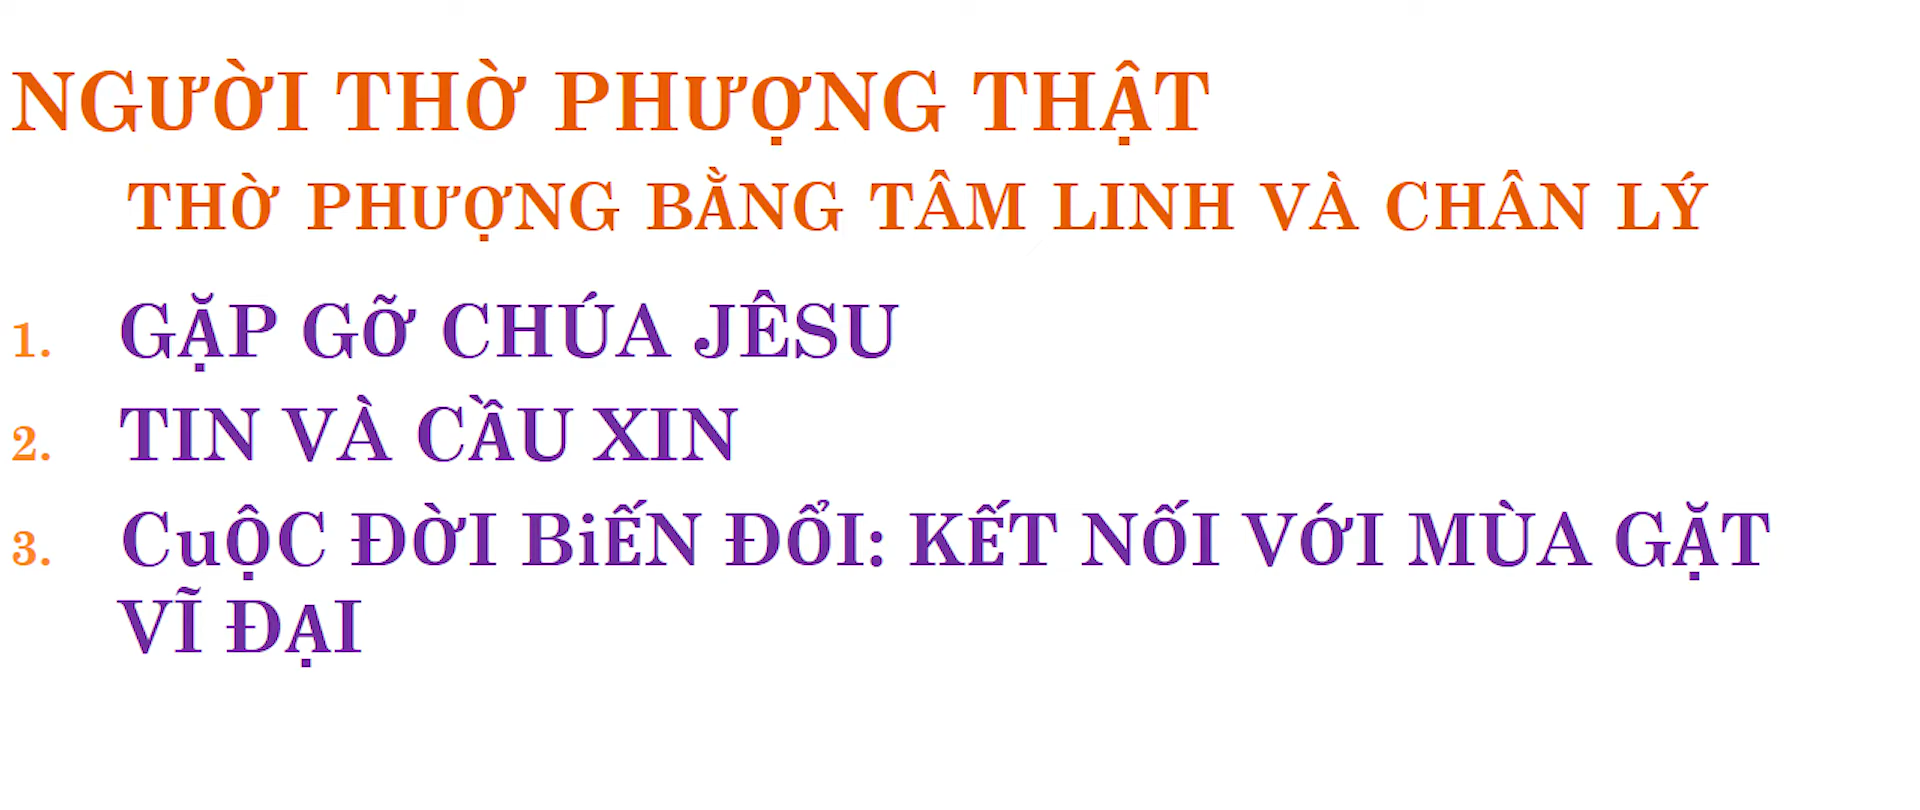 NGƯỜI THỜ PHƯỢNG THẬT
THỜ PHƯỢNG BẰNG TÂM LINH VÀ CHÂN LÝ
1. GẶP GỠ CHÚA JÊSU
2. TIN VÀ CẦU XIN
3. CuỘC ĐỜI BiẾN ĐỔI: KẾT NỐI VỚI MÙA GẶT
VĨ ĐẠI